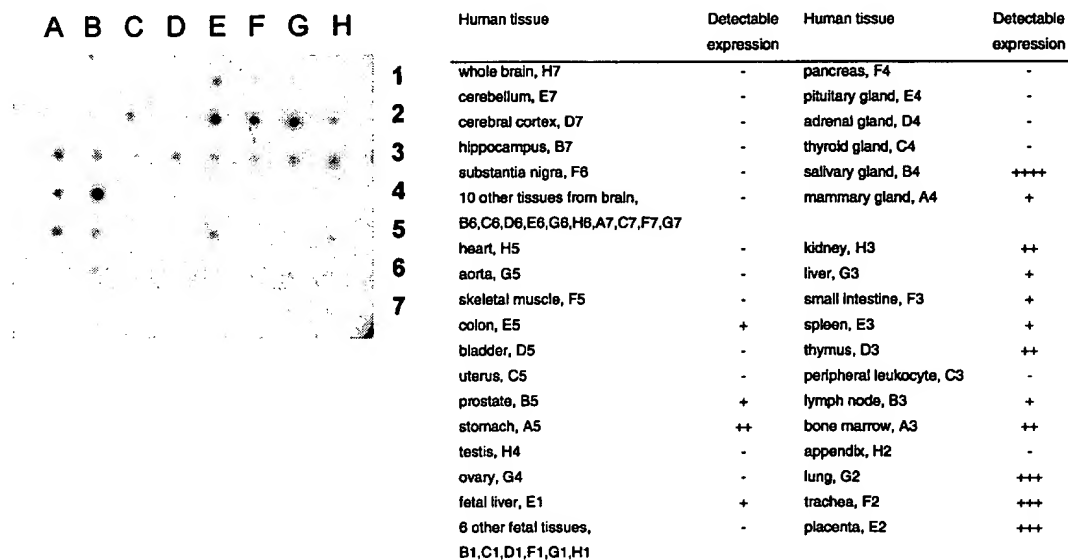 A B C D E F G H
1
2
3
4
5
6
7
Human tissue Detectable expression Human tissue Detectable expression
whole brain, H7 - pancreas, F4 -
cerebellum, E7 - pituitary gland, E4 -
cerebral cortex, D7 - adrenal gland, D4 -
hippocampus, B7 - thyroid gland, C4 -
substantia nigra, F6 - salivary gland, B4 ++++
10 other tissues from brain, - mammary gland, A4 +
B6,C6,D6,E6,G6,H6,A7,C7,F7,G7
heart, H5 - kidney, H3 ++
aorta, G5 - liver, G3 +
skeletal muscle, F5 - small intestine, F3 +
colon, E5 + spleen, E3 +
bladder, D5 - thymus, D3 ++
uterus, C5 - peripheral leukocyte, C3 -
prostate, B5 + lymph node, B3 +
stomach, A5 ++ bone marrow, A3 ++
testis, H4 - appendix, H2 -
ovary, G4 - lung, G2 +++
fetal liver, E1 + trachea, F2 +++
6 other fetal tissues, - placenta, E2 +++
B1,C1,D1,F1,G1,H1